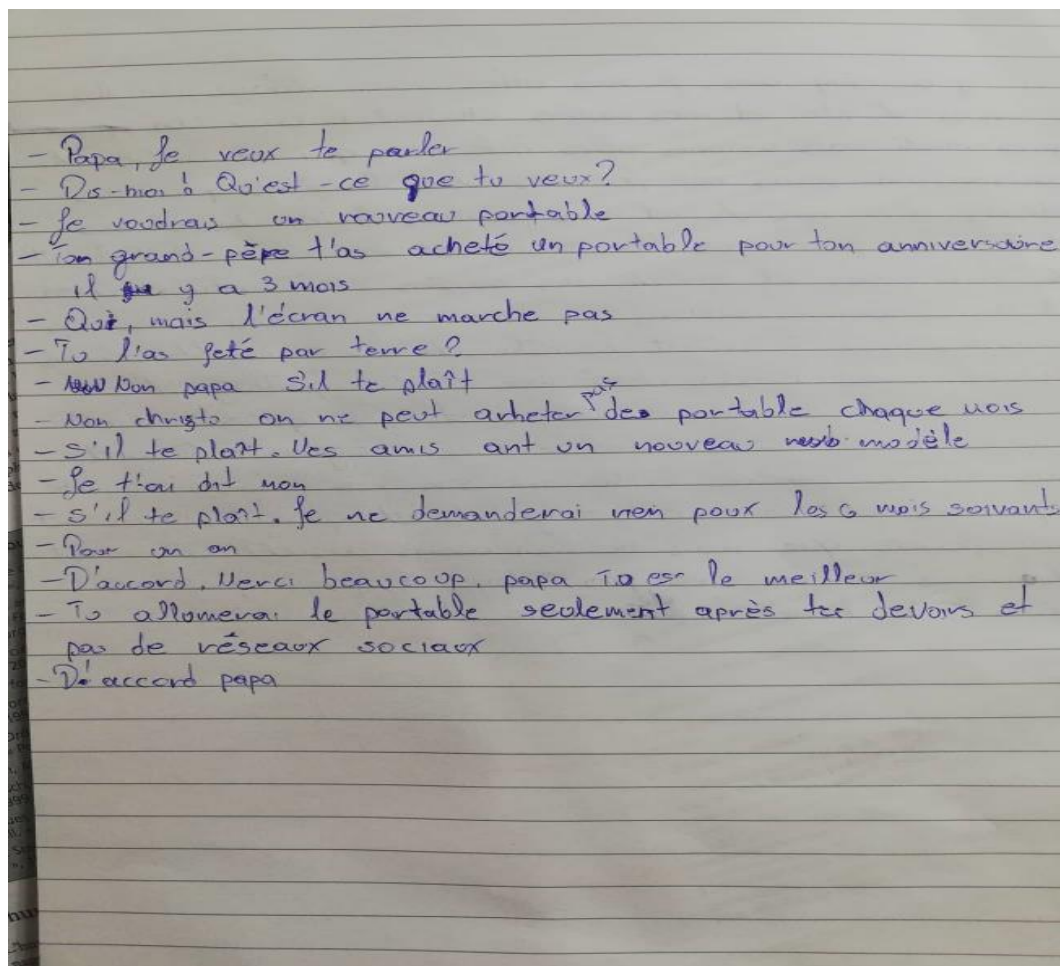 - Papa, Je veux te parler
- Dis-moi ! Qu'est-ce que tu veux?
- Je voudrais un nouveau portable
- Ton grand-père t'as acheté un portable pour ton anniversaire
il y a 3 mois
- Oui, mais l'écran ne marche pas
- Tu l'as jeté par terre ?
- Non papa s'il te plaît
- Non christo on ne peut pas acheter des portable chaque mois
- S'il te plaît. Mes amis ont un nouveau modèle
- Je t'ai dit non
- S'il te plaît. Je ne demanderai rien pour les 6 mois suivants
- Pour un an
- D'accord. Merci beaucoup. papa Tu es le meilleur
- Tu allumerai le portable seulement après tes devoirs et
pas de réseaux sociaux
- D'accord papa